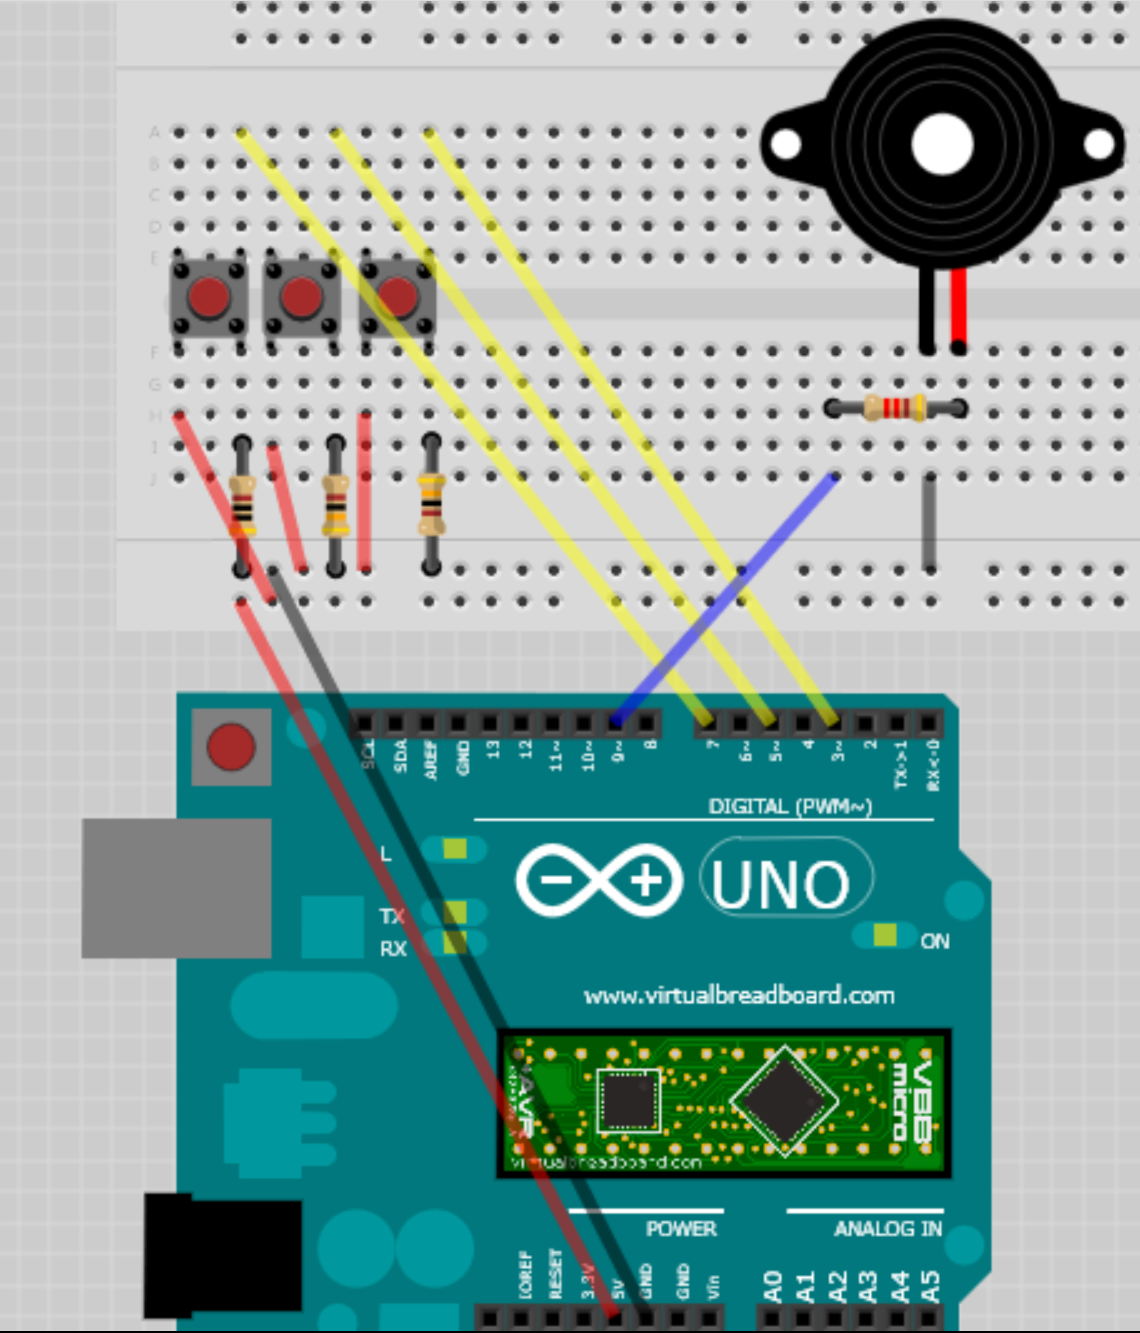 A
B
C
D
E
F
G
H
I
J
SCL
SDA
AREF
GND
13
12
11~
10~
9~
8
7
6~
5~
4
3~
2
TX->1
RX<-0
DIGITAL (PWM~)
L
TX
RX
UNO
ON
www.virtualbreadboard.com
AVR
VBB
micro
virtualbreadboard.com
POWER
ANALOG IN
IOREF
RESET
3.3V
5V
GND
GND
Vin
A0
A1
A2
A3
A4
A5